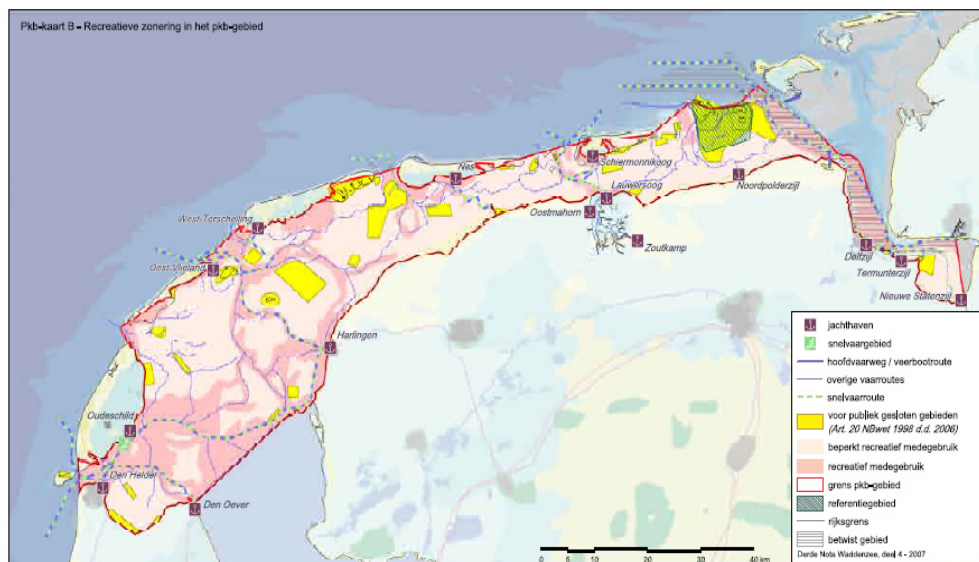 Pkb-kaart B - Recreatieve zonering in het pkb-gebied
Schiermonnikoog
Nes
Lauwersoog
Noordpolderzijl
Oostmahorn
West-Terschelling
Zoutkamp
Delfzijl
Oost-Vlieland
Termunterzijl
Nieuwe Statenzijl
Harlingen
Oudeschild
Den Helder
Den Oever
jachthaven
snelvaargebied
hoofdvaarweg / veerbootroute
overige vaarroutes
snelvaarroute
voor publiek gesloten gebieden
(Art. 20 NBwet 1998 d.d. 2006)
beperkt recreatief medegebruik
recreatief medegebruik
grens pkb-gebied
referentiegebied
rijksgrens
betwist gebied
Derde Nota Waddenzee, deel 4 - 2007
0 5 10 20 30 40 km